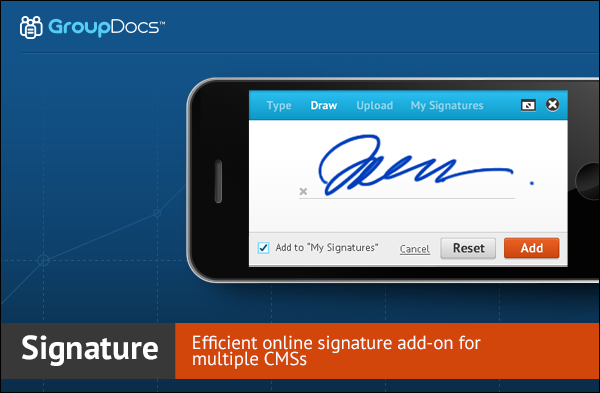 GroupDocs™
Type Draw Upload My Signatures
Add to "My Signatures" Cancel Reset Add
Signature
Efficient online signature add-on for
multiple CMSs